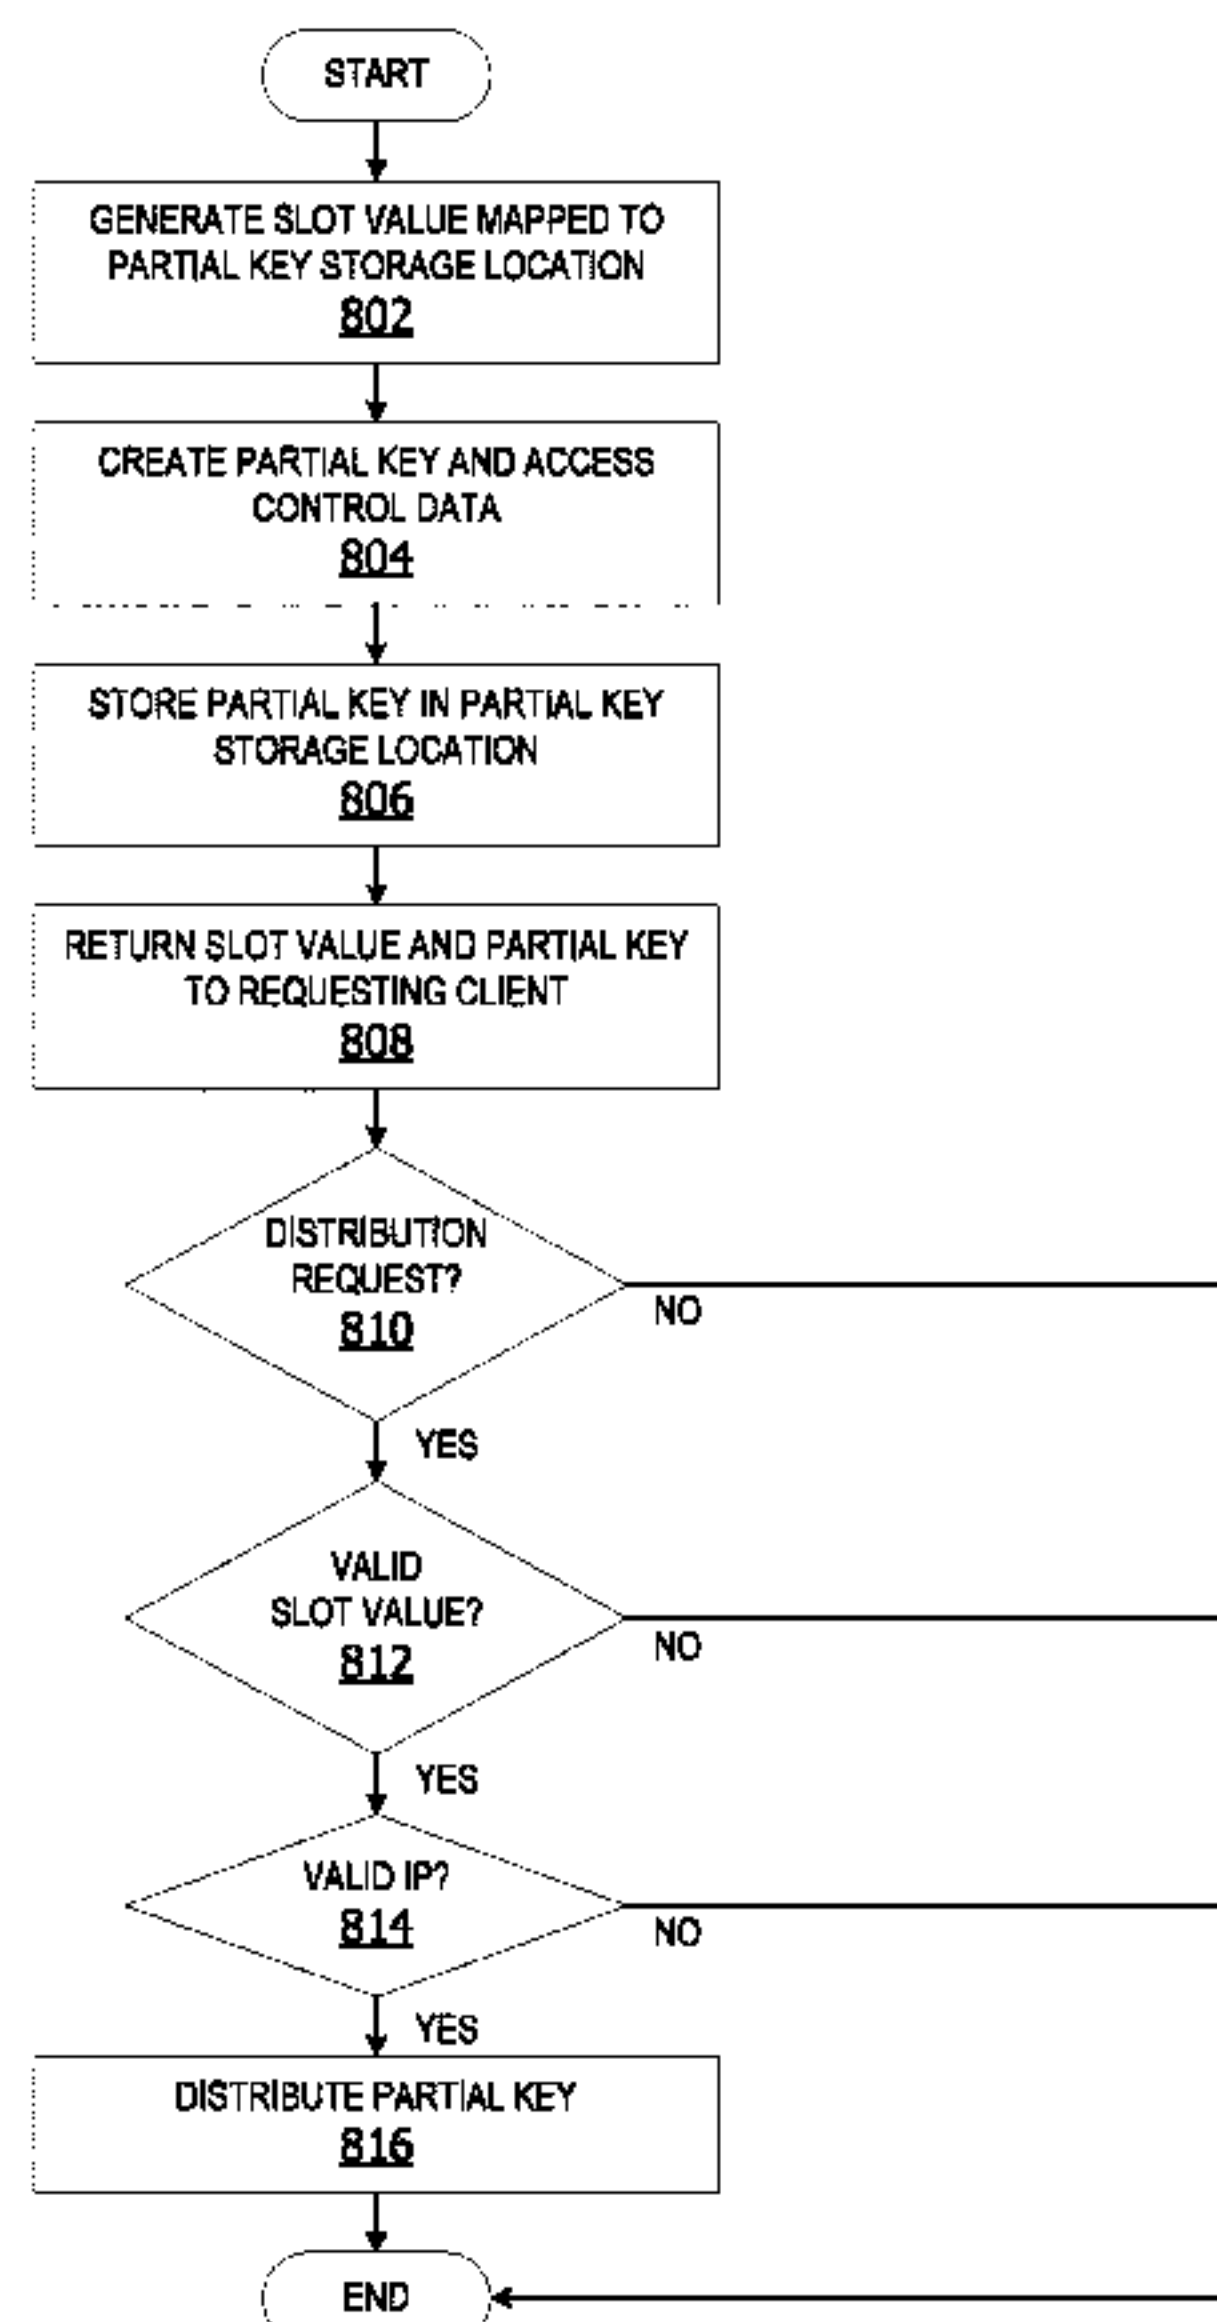 START
GENERATE SLOT VALUE MAPPED TO
PARTIAL KEY STORAGE LOCATION
802
CREATE PARTIAL KEY AND ACCESS
CONTROL DATA
804
STORE PARTIAL KEY IN PARTIAL KEY
STORAGE LOCATION
806
RETURN SLOT VALUE AND PARTIAL KEY
TO REQUESTING CLIENT
808
DISTRIBUTION
REQUEST?
810
NO
YES
VALID
SLOT VALUE?
812
NO
YES
VALID IP?
814
NO
YES
DISTRIBUTE PARTIAL KEY
816
END